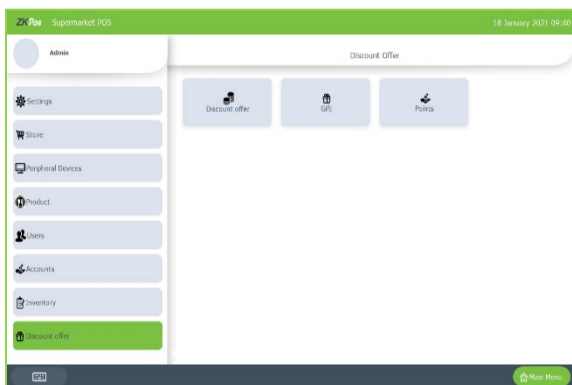 ZKPos Supermarket POS
18 January 2021 09:40
Admin
Discount Offer
Settings
Store
Peripheral Devices
Product
Users
Accounts
Inventory
Discount offer
Discount offer
Gift
Points
Main Menu